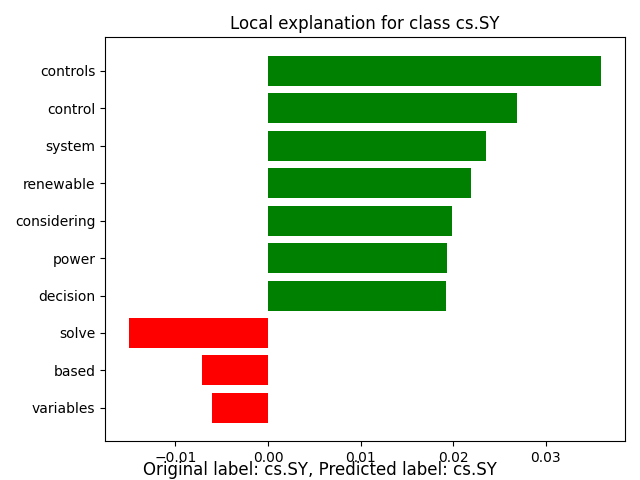 Local explanation for class cs.SY
controls
control
system
renewable
considering
power
decision
solve
based
variables
−0.01 0.00 0.01 0.02 0.03
Original label: cs.SY, Predicted label: cs.SY